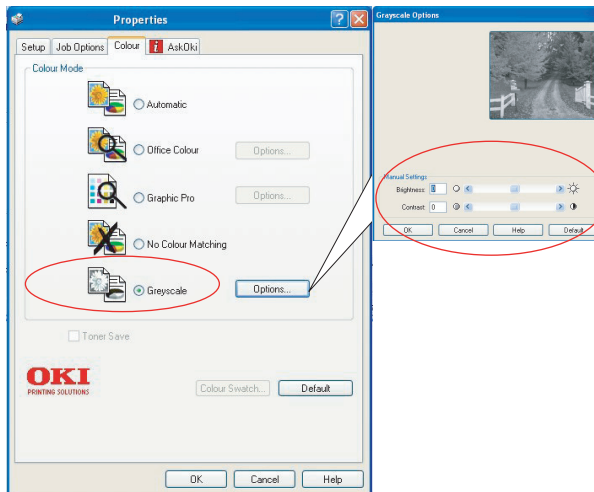 Properties
Setup Job Options Colour AskOki
Colour Mode
Automatic
Office Colour Options...
Graphic Pro Options...
No Colour Matching
Greyscale Options...
Toner Save
OKI
PRINTING SOLUTIONS
Colour Swatch... Default
OK Cancel Help
Grayscale Options
Manual Settings
Brightness: 0
Contrast: 0
OK Cancel Help Default